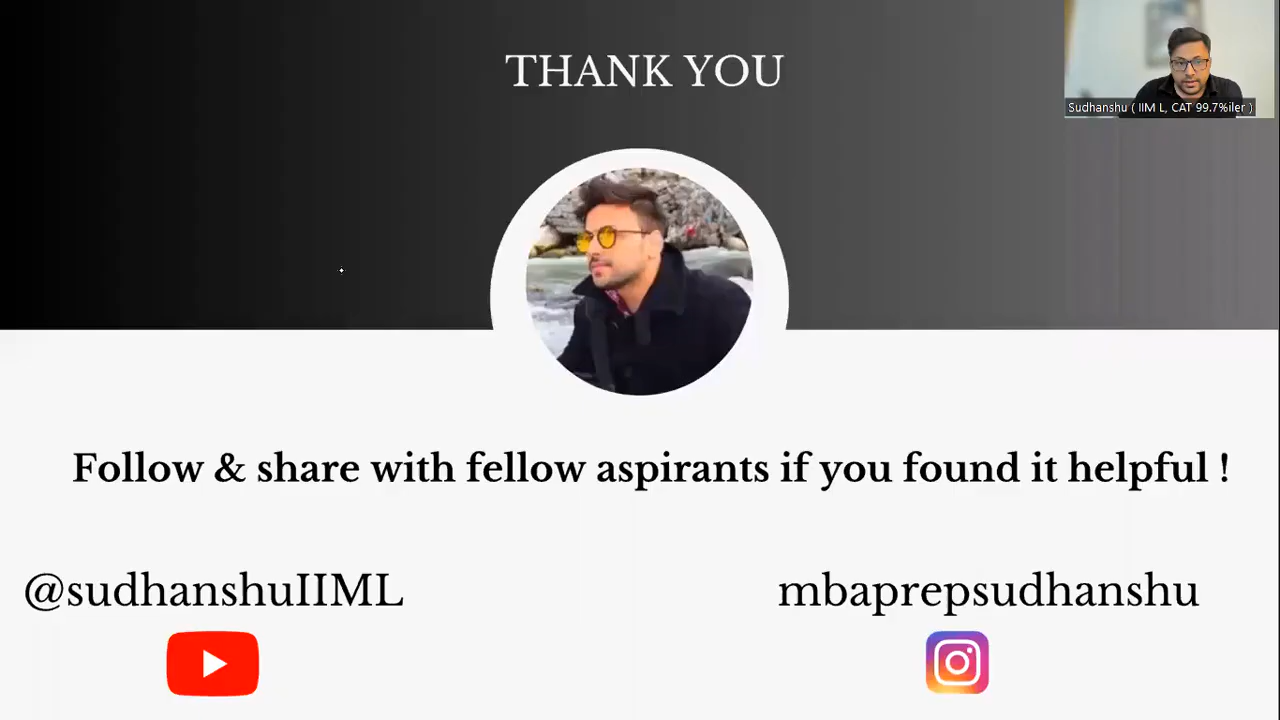 THANK YOU
Sudhanshu ( IIM L, CAT 99.7%iler )
Follow & share with fellow aspirants if you found it helpful !
@sudhanshuIIML
mbaprepsudhanshu